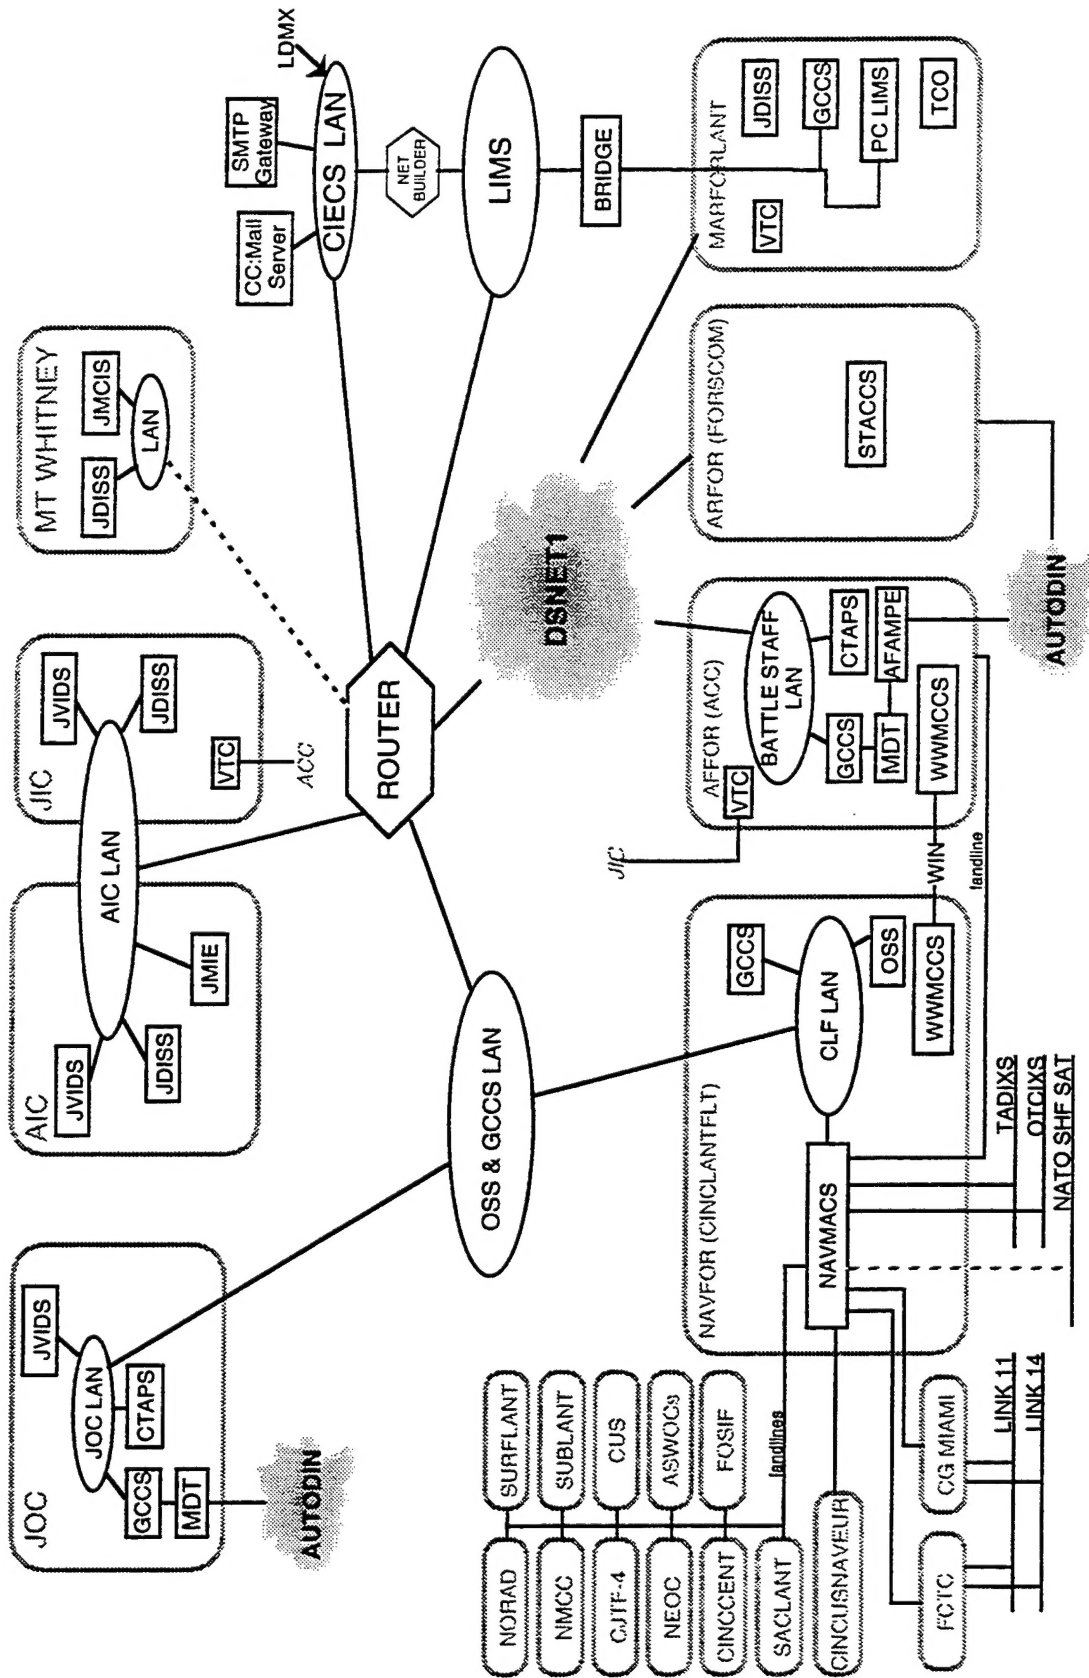 JOC
JVIDS
JOC LAN
CTAPS
GCCS
MDT
AUTODIN
AIC
JVIDS
JDISS
JMIE
AIC LAN
JIC
JVIDS
JDISS
VTC
ACC
MT WHITNEY
JDISS
JMCIS
LAN
CC:Mail
Server
SMTP
Gateway
LDMX
CIECS LAN
NET
BUILDER
LIMS
BRIDGE
ROUTER
OSS & GCCS LAN
DSNET1
NORAD
SURFLANT
NMCC
SUBLANT
CJTF-4
CUS
NEOC
ASWOCs
CINCCENT
FOSIF
SACLANT
landlines
CINCUSNAVEUR
FCTC
CG MIAMI
LINK 11
LINK 14
NAVFOR (CINCLANTFLT)
GCCS
CLF LAN
OSS
NAVMACS
WWMCCS
WIN
landline
TADIXS
OTCIXS
NATO SHF SAT
JIC
AFFOR (ACC)
VTC
BATTLE STAFF
LAN
GCCS
CTAPS
MDT
AFAMPE
WWMCCS
AUTODIN
ARFOR (FORSCOM)
STACCS
MARFORLANT
VTC
JDISS
GCCS
PC LIMS
TCO